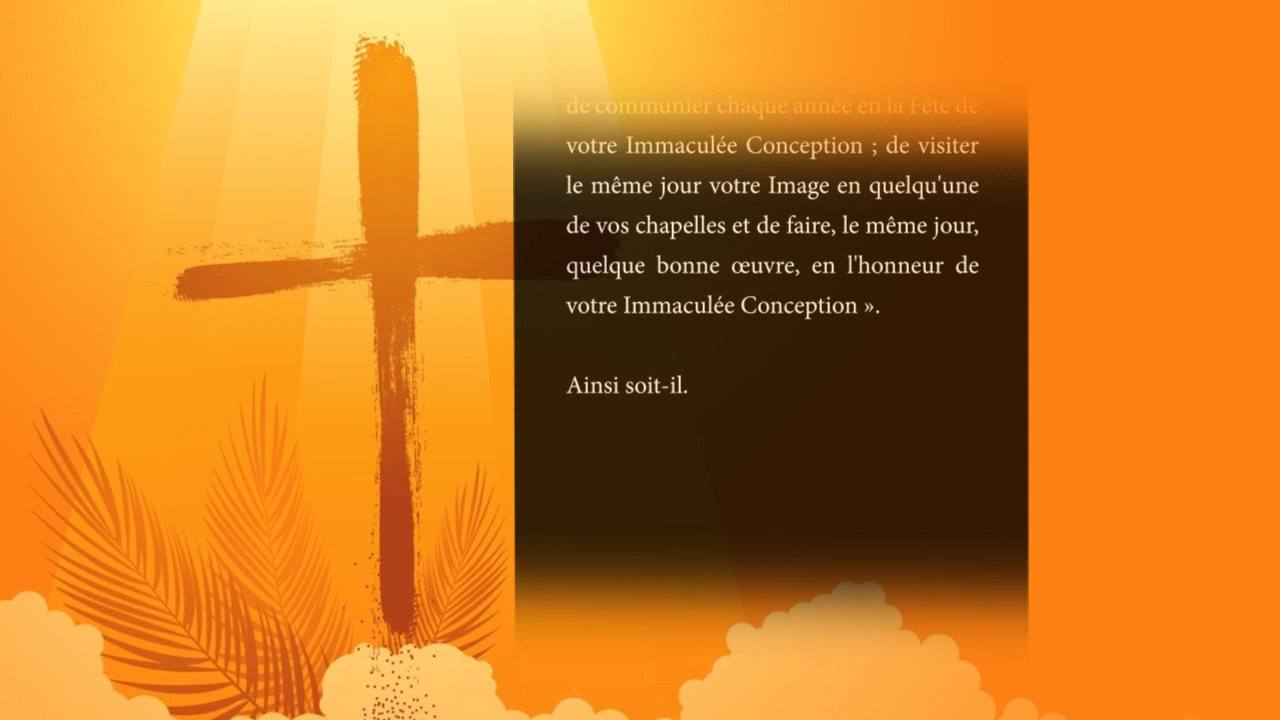 de communier chaque année en la Fête de
votre Immaculée Conception ; de visiter
le même jour votre Image en quelqu'une
de vos chapelles et de faire, le même jour,
quelque bonne œuvre, en l'honneur de
votre Immaculée Conception ».
Ainsi soit-il.